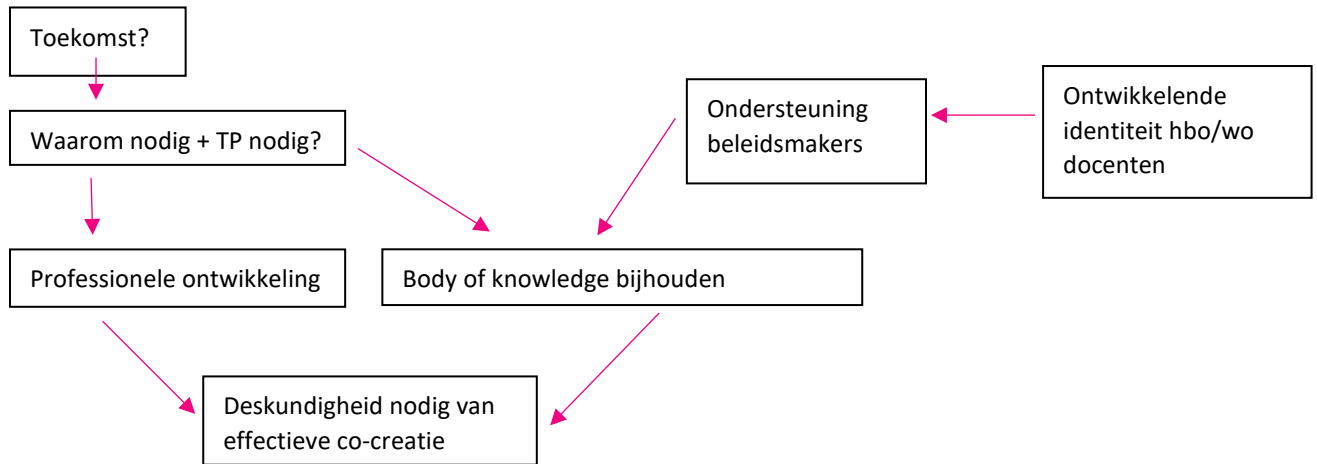 Toekomst?
Waarom nodig + TP nodig?
Ondersteuning
beleidsmakers
Ontwikkelende
identiteit hbo/wo
docenten
Professionele ontwikkeling
Body of knowledge bijhouden
Deskundigheid nodig van
effectieve co-creatie